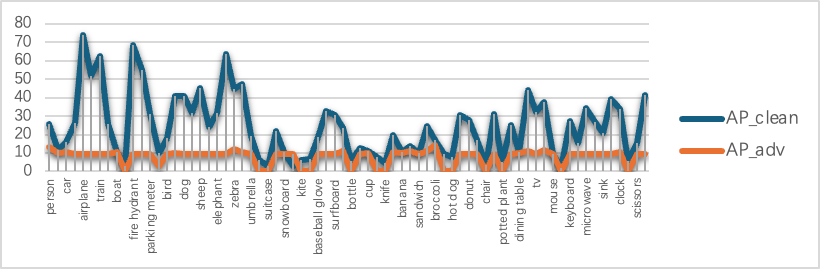 80
70
60
50
40
30
20
10
0
person
car
airplane
train
boat
fire hydrant
parking meter
bird
dog
sheep
elephant
zebra
umbrella
suitcase
snowboard
kite
baseball glove
surfboard
bottle
cup
knife
banana
sandwich
broccoli
hot dog
donut
chair
potted plant
dining table
tv
mouse
keyboard
microwave
sink
clock
scissors
AP_clean
AP_adv